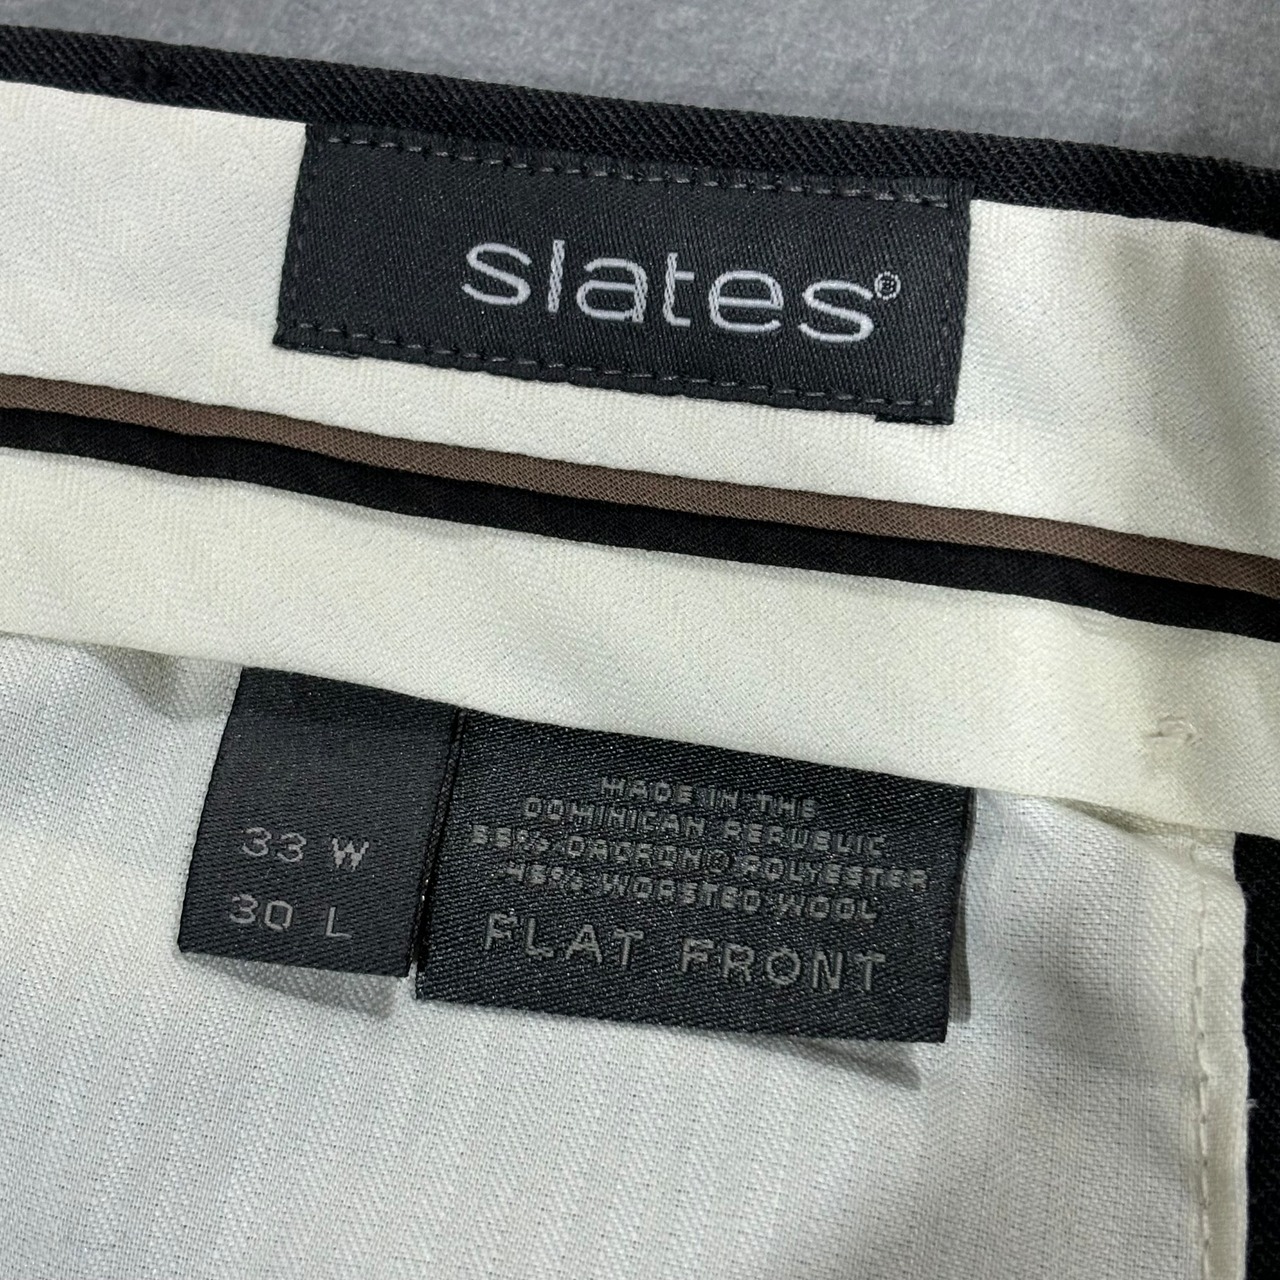 slates®
33 W
30 L
MADE IN THE
DOMINICAN REPUBLIC
55% DACRON® POLYESTER
45% WORSTED WOOL
FLAT FRONT